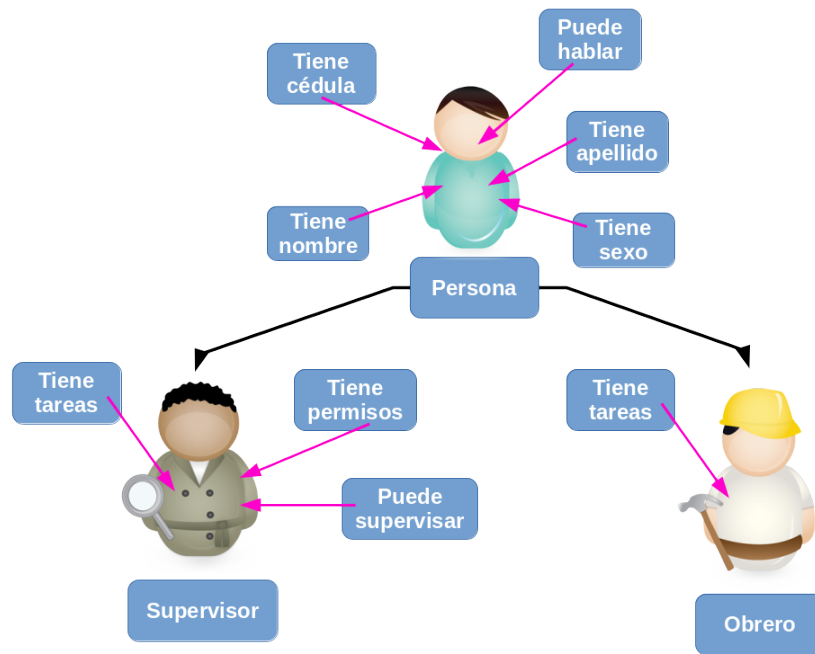 Puede
hablar
Tiene
cédula
Tiene
apellido
Tiene
nombre
Tiene
sexo
Persona
Tiene
tareas
Tiene
permisos
Puede
supervisar
Tiene
tareas
Supervisor
Obrero